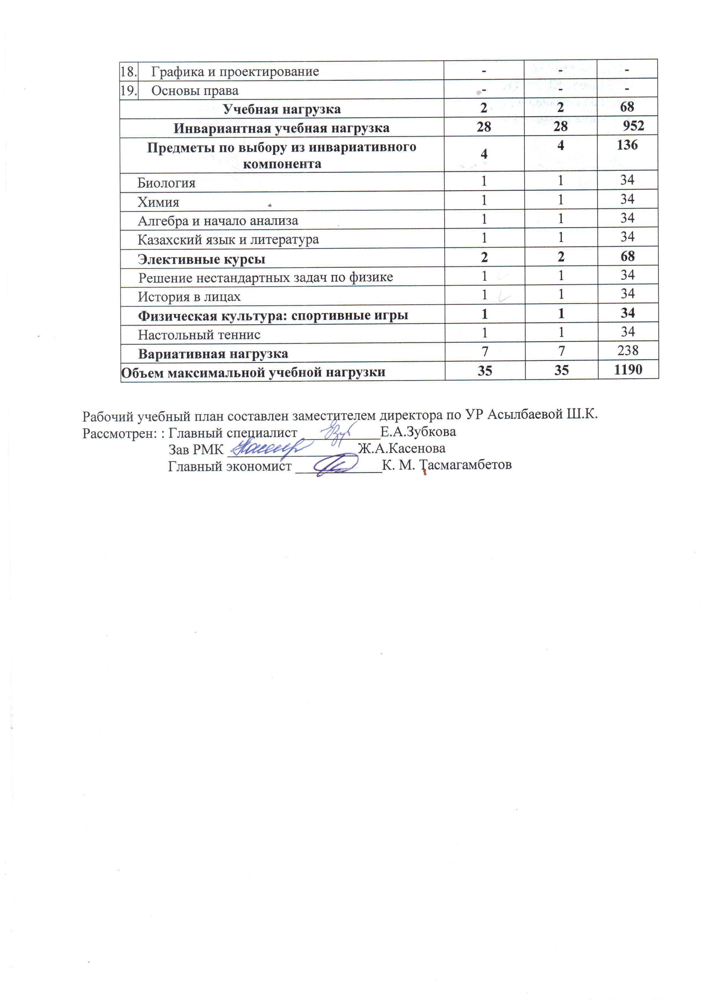 18. Графика и проектирование - - -
19. Основы права - - -
Учебная нагрузка 2 2 68
Инвариантная учебная нагрузка 28 28 952
Предметы по выбору из инвариативного
компонента 4 4 136
Биология 1 1 34
Химия 1 1 34
Алгебра и начало анализа 1 1 34
Казахский язык и литература 1 1 34
Элективные курсы 2 2 68
Решение нестандартных задач по физике 1 1 34
История в лицах 1 1 34
Физическая культура: спортивные игры 1 1 34
Настольный теннис 1 1 34
Вариативная нагрузка 7 7 238
Объем максимальной учебной нагрузки 35 35 1190
Рабочий учебный план составлен заместителем директора по УР Асылбаевой Ш.К.
Рассмотрен: : Главный специалист ___________Е.А.Зубкова
Зав РМК __________________Ж.А.Касенова
Главный экономист ____________К. М. Тасмагамбетов